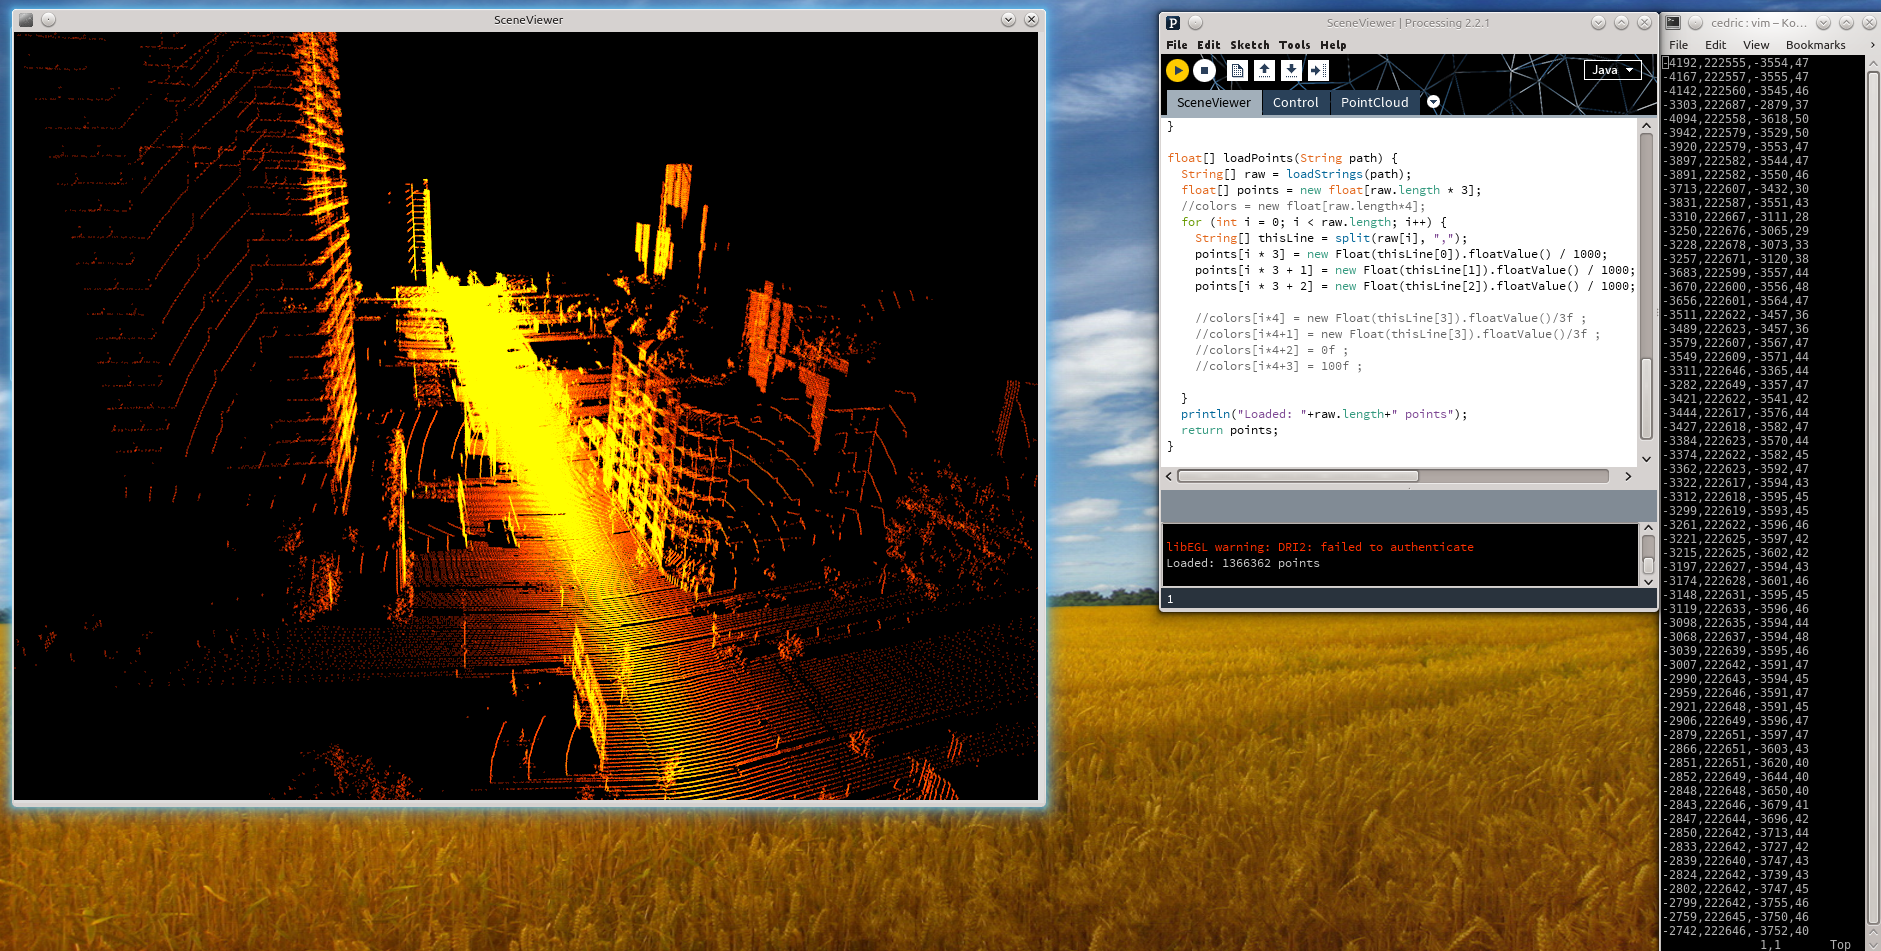 SceneViewer
SceneViewer | Processing 2.2.1
File Edit Sketch Tools Help
Java
SceneViewer Control PointCloud
}
float[] loadPoints(String path) {
String[] raw = loadStrings(path);
float[] points = new float[raw.length * 3];
//colors = new float[raw.length*4];
for (int i = 0; i < raw.length; i++) {
String[] thisLine = split(raw[i], ",");
points[i * 3] = new Float(thisLine[0]).floatValue() / 1000;
points[i * 3 + 1] = new Float(thisLine[1]).floatValue() / 1000;
points[i * 3 + 2] = new Float(thisLine[2]).floatValue() / 1000;
//colors[i*4] = new Float(thisLine[3]).floatValue()/3f ;
//colors[i*4+1] = new Float(thisLine[3]).floatValue()/3f ;
//colors[i*4+2] = 0f ;
//colors[i*4+3] = 100f ;
}
println("Loaded: "+raw.length+" points");
return points;
}
libEGL warning: DRI2: failed to authenticate
Loaded: 1366362 points
1
cedric : vim – Ko...
File Edit View Bookmarks
-4192,222555,-3554,47
-4167,222557,-3555,47
-4142,222560,-3545,46
-3303,222687,-2879,37
-4094,222558,-3618,50
-3942,222579,-3529,50
-3920,222579,-3553,47
-3897,222582,-3544,47
-3891,222582,-3550,46
-3713,222607,-3432,30
-3831,222587,-3551,43
-3310,222667,-3111,28
-3250,222676,-3065,29
-3228,222678,-3073,33
-3257,222671,-3120,38
-3683,222599,-3557,44
-3670,222600,-3556,48
-3656,222601,-3564,47
-3511,222622,-3457,36
-3489,222623,-3457,36
-3579,222607,-3567,47
-3549,222609,-3571,44
-3311,222646,-3365,44
-3282,222649,-3357,47
-3421,222622,-3541,42
-3444,222617,-3576,44
-3427,222618,-3582,47
-3384,222623,-3570,44
-3374,222622,-3582,45
-3362,222623,-3592,47
-3322,222617,-3594,43
-3312,222618,-3595,45
-3299,222619,-3593,45
-3261,222622,-3596,46
-3221,222625,-3597,42
-3215,222625,-3602,42
-3197,222627,-3594,43
-3174,222628,-3601,46
-3148,222631,-3595,45
-3119,222633,-3596,46
-3098,222635,-3594,44
-3068,222637,-3594,48
-3039,222639,-3595,46
-3007,222642,-3591,47
-2990,222643,-3594,45
-2959,222646,-3591,47
-2921,222648,-3591,45
-2906,222649,-3596,47
-2879,222651,-3597,47
-2866,222651,-3603,43
-2851,222651,-3620,40
-2852,222649,-3644,40
-2848,222648,-3650,40
-2843,222646,-3679,41
-2847,222644,-3696,42
-2850,222642,-3713,44
-2833,222642,-3727,42
-2839,222640,-3747,43
-2824,222642,-3739,43
-2802,222642,-3747,45
-2799,222642,-3755,46
-2759,222645,-3750,46
-2742,222646,-3752,40
1,1 Top